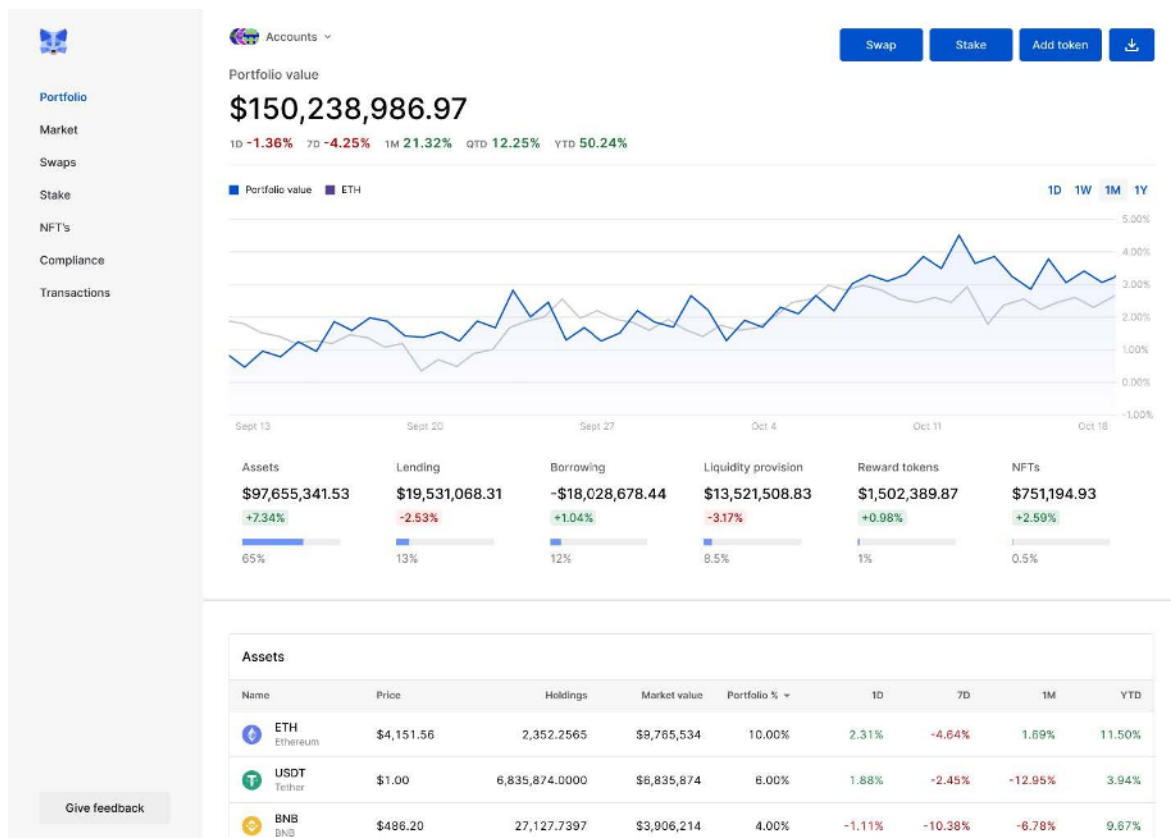 Accounts
Swap
Stake
Add token
Portfolio value
$150,238,986.97
1D -1.36% 7D -4.25% 1M 21.32% QTD 12.25% YTD 50.24%
Portfolio
Market
Swaps
Stake
NFT's
Compliance
Transactions
Give feedback
Portfolio value ETH
1D 1W 1M 1Y
5.00%
4.00%
3.00%
2.00%
1.00%
0.00%
-1.00%
Sept 13 Sept 20 Sept 27 Oct 4 Oct 11 Oct 18
Assets Lending Borrowing Liquidity provision Reward tokens NFTs
$97,655,341.53 $19,531,068.31 -$18,028,678.44 $13,521,508.83 $1,502,389.87 $751,194.93
+7.34% -2.53% +1.04% -3.17% +0.98% +2.59%
65% 13% 12% 8.5% 1% 0.5%
Assets
Name Price Holdings Market value Portfolio % 1D 7D 1M YTD
ETH
Ethereum
$4,151.56 2,352.2565 $9,765,534 10.00% 2.31% -4.64% 1.69% 11.50%
USDT
Tether
$1.00 6,835,874.0000 $6,835,874 6.00% 1.88% -2.45% -12.95% 3.94%
BNB
BNB
$486.20 27,127.7397 $3,906,214 4.00% -1.11% -10.38% -6.78% 9.67%